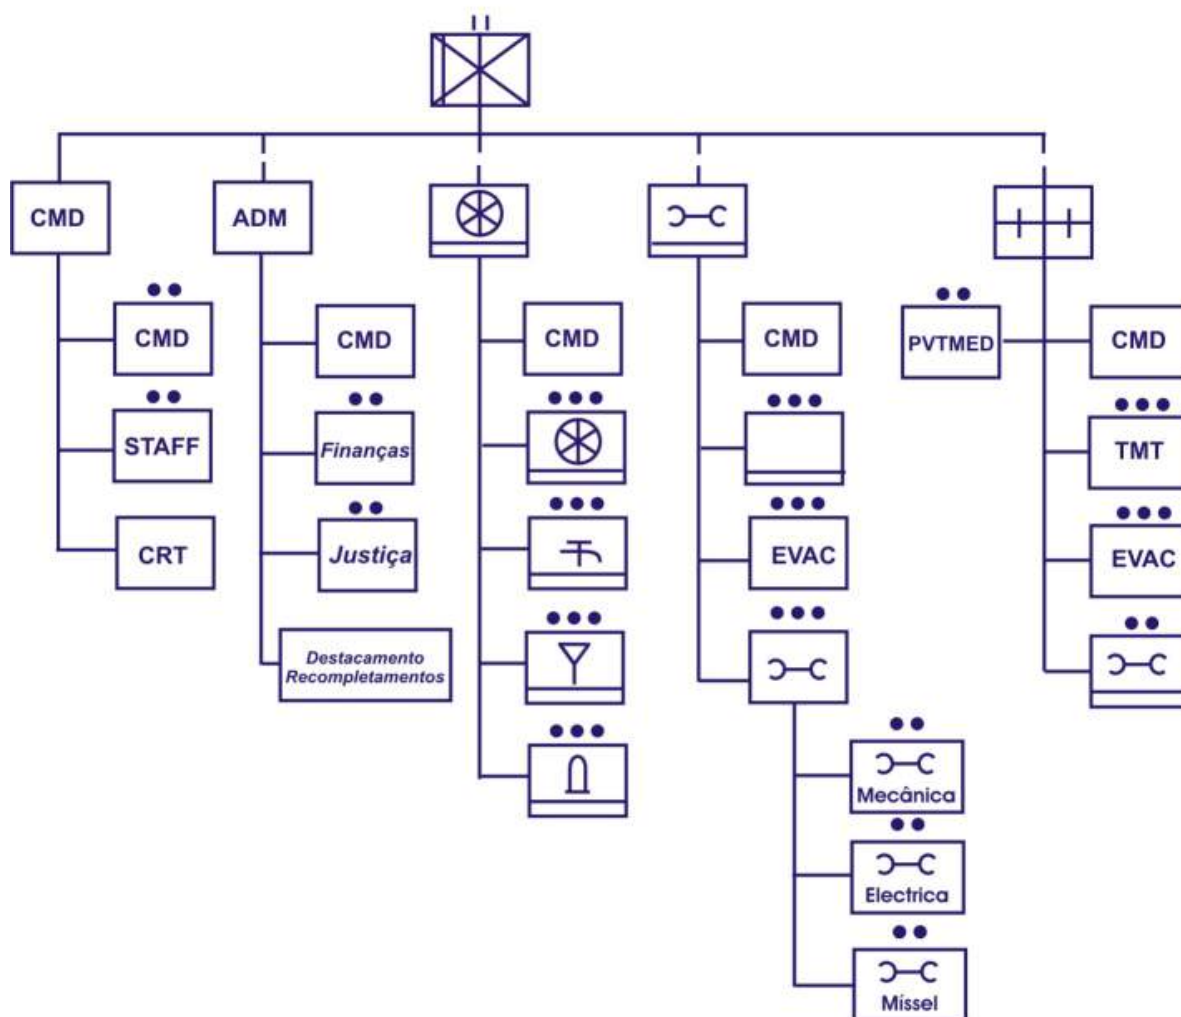 CMD
ADM
CMD
STAFF
CRT
CMD
Finanças
Justiça
Destacamento
Recompletamentos
CMD
CMD
EVAC
Mecânica
Electrica
Míssel
PVTMED
CMD
TMT
EVAC